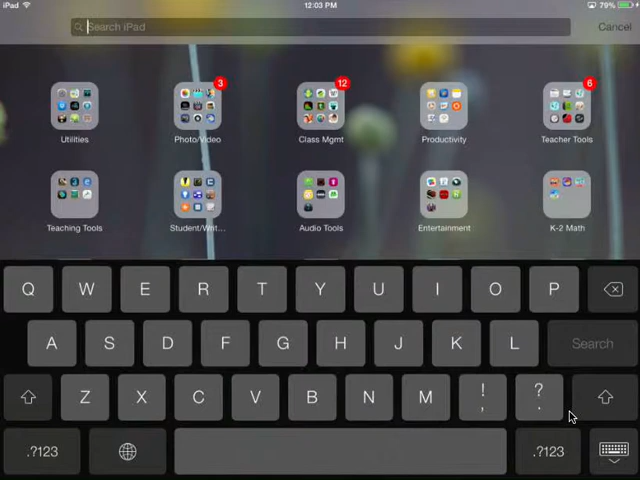 iPad 12:03 PM 79%
Search iPad Cancel
3 12 6
Utilities Photo/Video Class Mgmt Productivity Teacher Tools
Teaching Tools Student/Writ... Audio Tools Entertainment K-2 Math
Q W E R T Y U I O P
A S D F G H J K L Search
Z X C V B N M ! , ? .
.?123 .?123